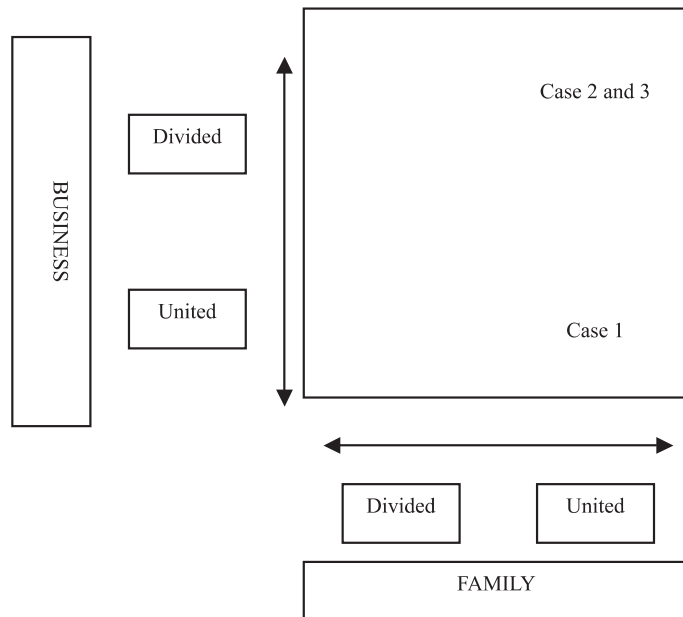 Case 2 and 3
Divided
BUSINESS
United
Case 1
Divided
United
FAMILY